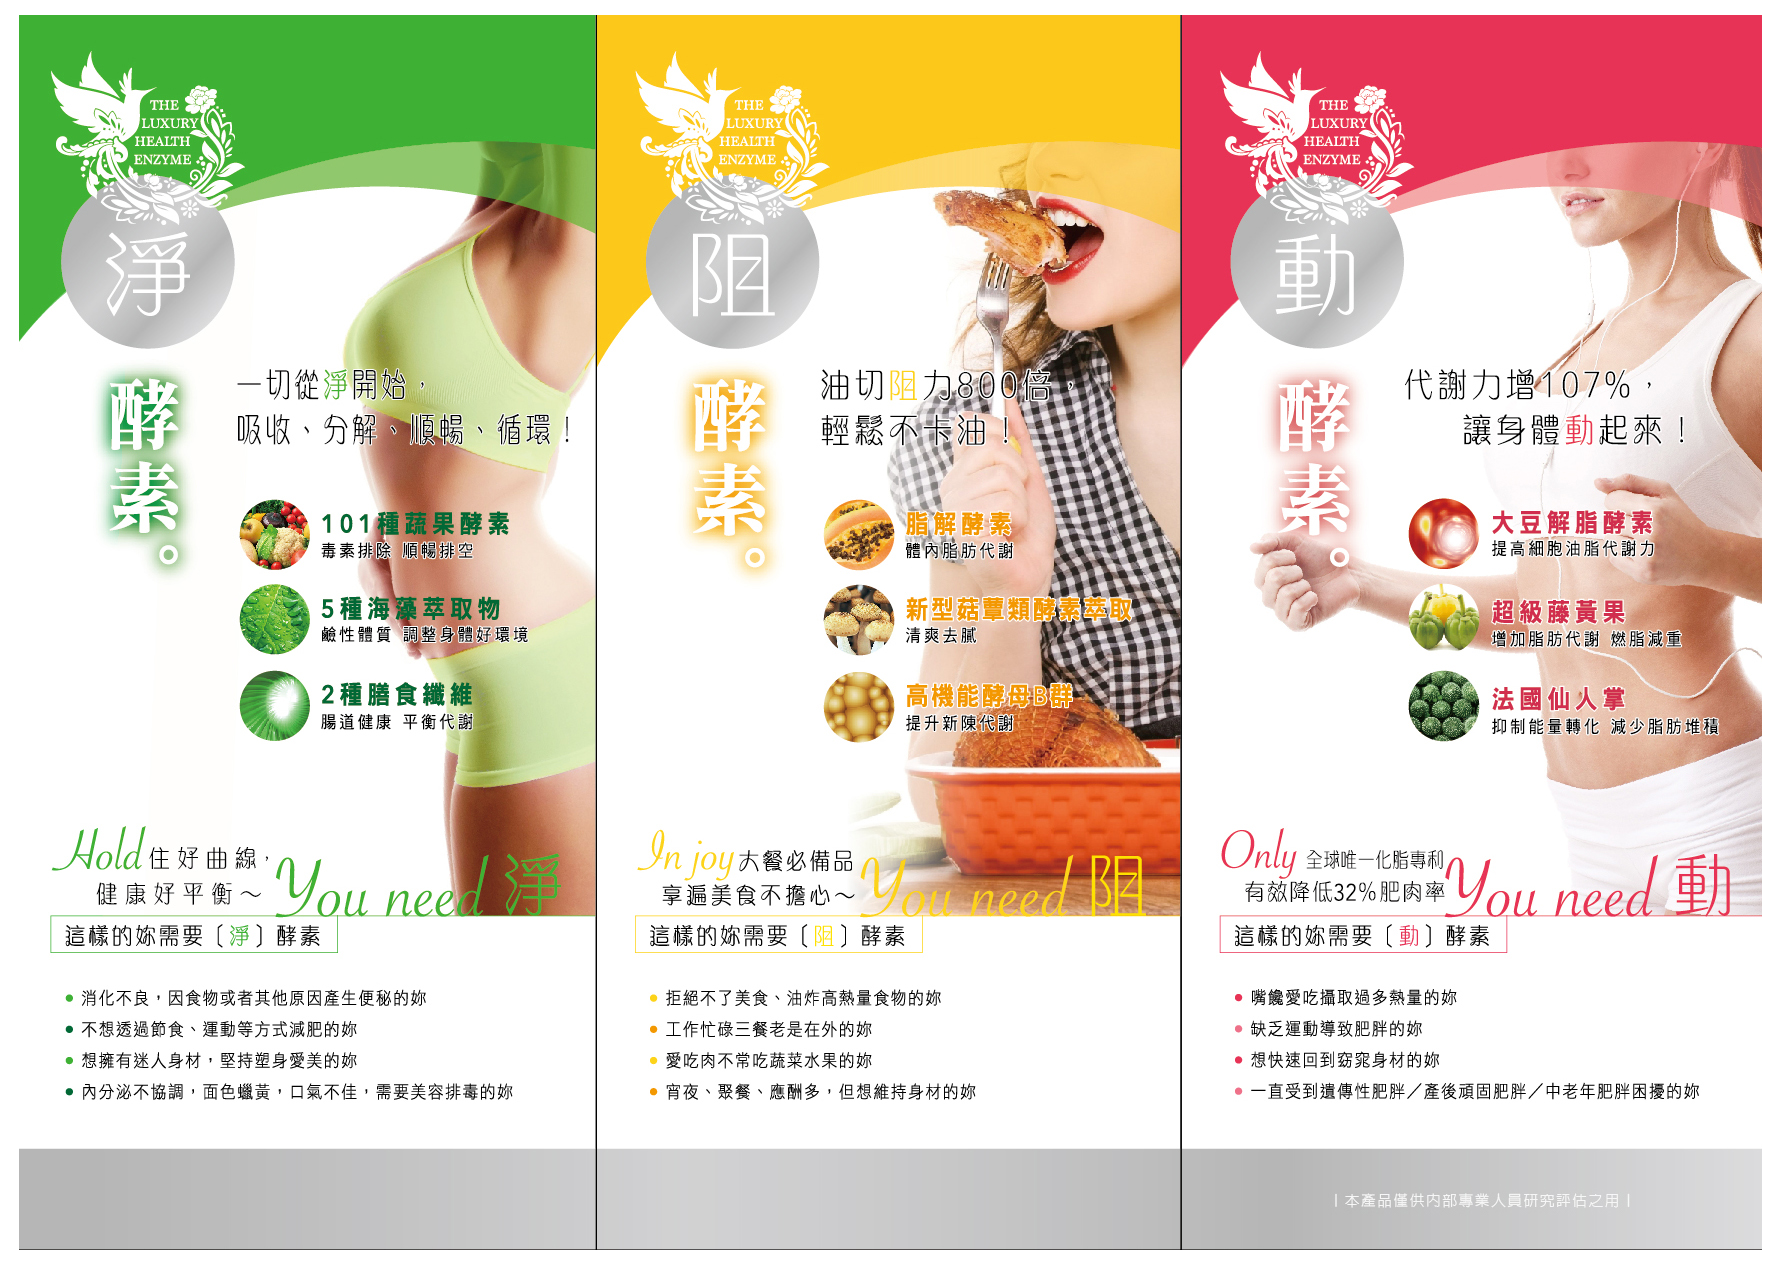 THE
LUXURY
HEALTH
ENZYME
淨
酵素。
一切從淨開始，
吸收、分解、順暢、循環！
101種蔬果酵素
毒素排除 順暢排空
5種海藻萃取物
鹼性體質 調整身體好環境
2種膳食纖維
腸道健康 平衡代謝
Hold住好曲線，
健康好平衡～
You need 淨
這樣的妳需要〔淨〕酵素
• 消化不良，因食物或者其他原因產生便秘的妳
• 不想透過節食、運動等方式減肥的妳
• 想擁有迷人身材，堅持塑身愛美的妳
• 內分泌不協調，面色蠟黃，口氣不佳，需要美容排毒的妳
THE
LUXURY
HEALTH
ENZYME
阻
酵素。
油切阻力800倍，
輕鬆不卡油！
脂解酵素
體內脂肪代謝
新型菇蕈類酵素萃取
清爽去膩
高機能酵母B群
提升新陳代謝
In joy大餐必備品
享遍美食不擔心～
You need 阻
這樣的妳需要〔阻〕酵素
• 拒絕不了美食、油炸高熱量食物的妳
• 工作忙碌三餐老是在外的妳
• 愛吃肉不常吃蔬菜水果的妳
• 宵夜、聚餐、應酬多，但想維持身材的妳
THE
LUXURY
HEALTH
ENZYME
動
酵素。
代謝力增107%，
讓身體動起來！
大豆解脂酵素
提高細胞油脂代謝力
超級藤黃果
增加脂肪代謝 燃脂減重
法國仙人掌
抑制能量轉化 減少脂肪堆積
Only 全球唯一化脂專利
有效降低32%肥肉率
You need 動
這樣的妳需要〔動〕酵素
• 嘴饞愛吃攝取過多熱量的妳
• 缺乏運動導致肥胖的妳
• 想快速回到窈窕身材的妳
• 一直受到遺傳性肥胖／產後頑固肥胖／中老年肥胖困擾的妳
| 本產品僅供內部專業人員研究評估之用 |